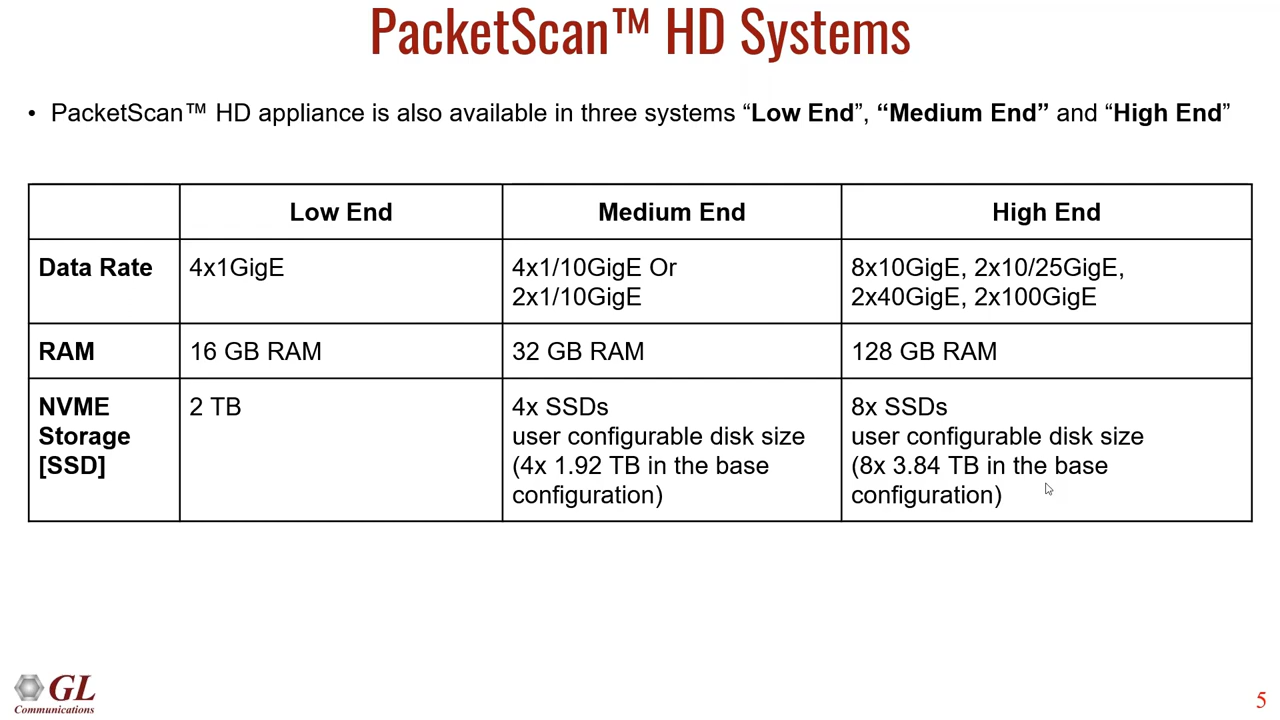 PacketScan™ HD Systems
• PacketScan™ HD appliance is also available in three systems “Low End”, “Medium End” and “High End”
Low End
Medium End
High End
Data Rate
4x1GigE
4x1/10GigE Or
2x1/10GigE
8x10GigE, 2x10/25GigE,
2x40GigE, 2x100GigE
RAM
16 GB RAM
32 GB RAM
128 GB RAM
NVME
Storage
[SSD]
2 TB
4x SSDs
user configurable disk size
(4x 1.92 TB in the base
configuration)
8x SSDs
user configurable disk size
(8x 3.84 TB in the base
configuration)
GL
Communications
5